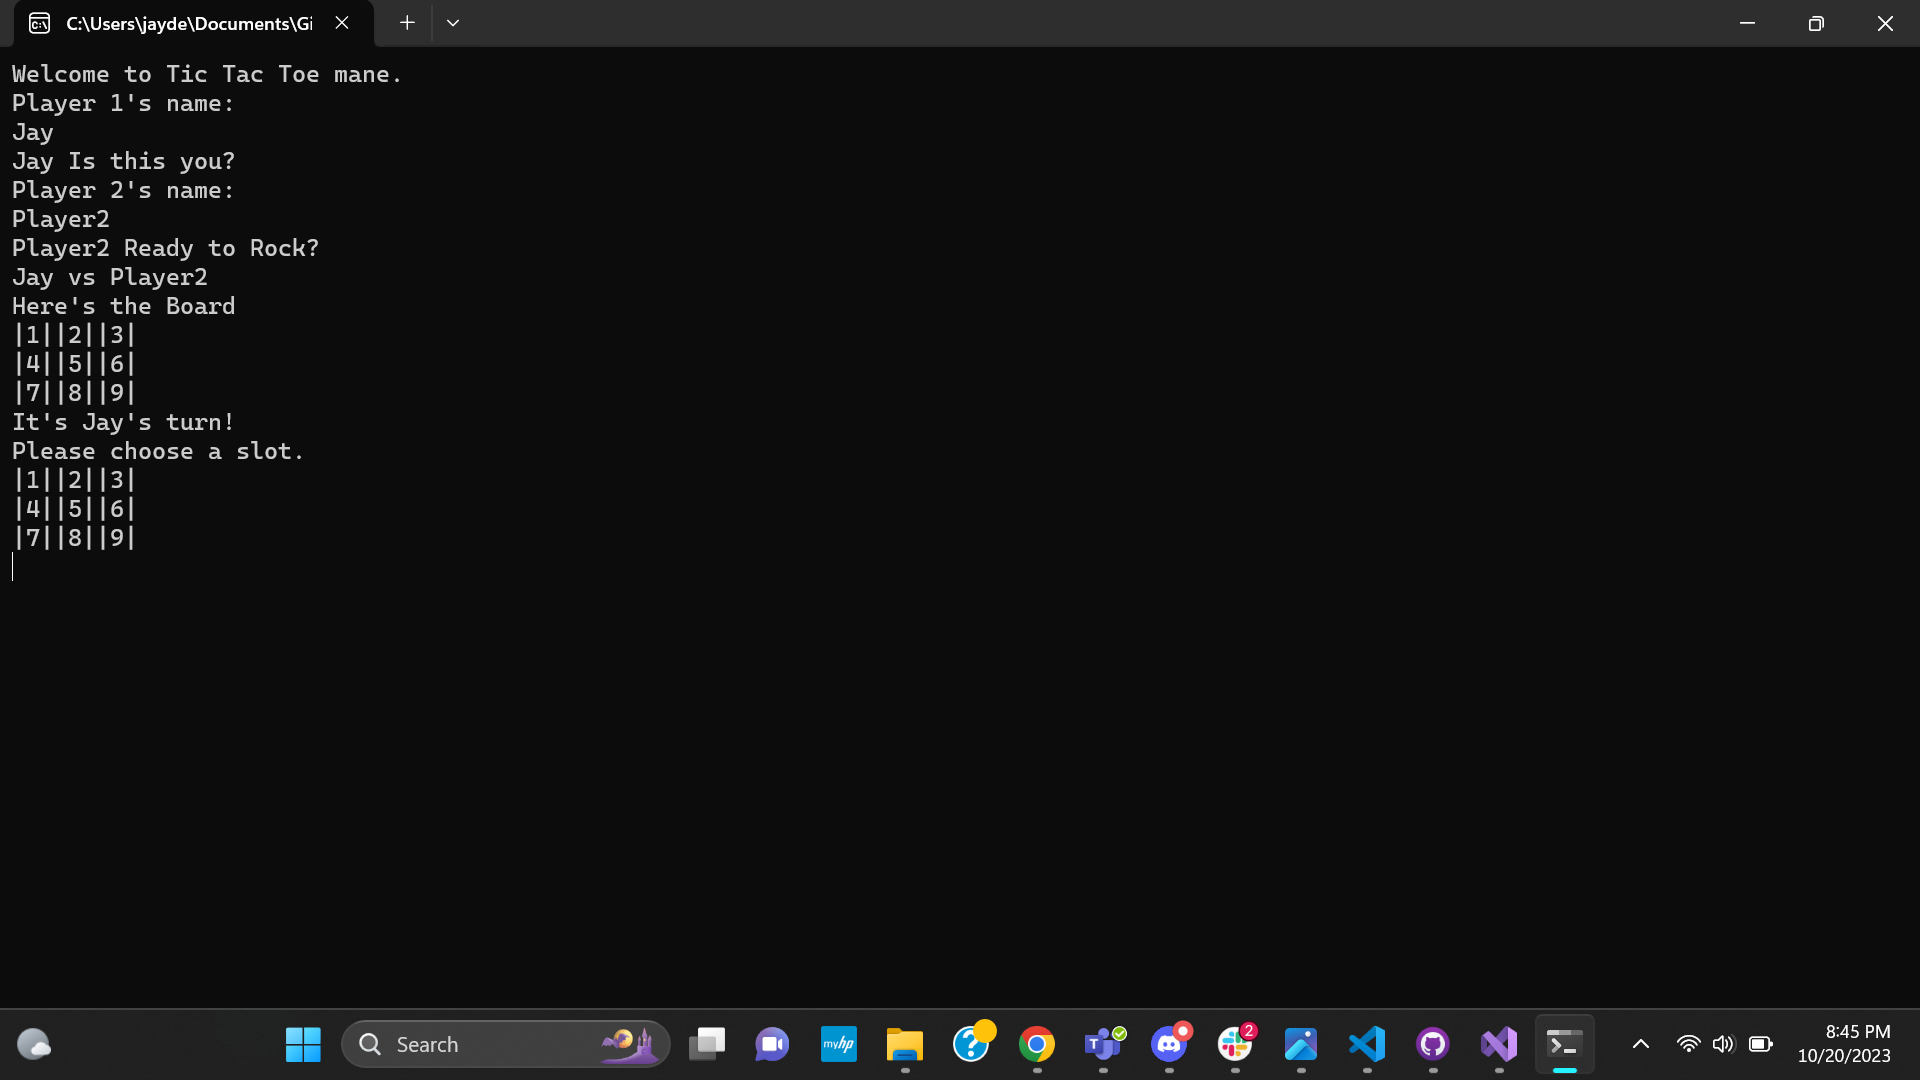 C:\Users\jayde\Documents\Gi
Welcome to Tic Tac Toe mane.
Player 1's name:
Jay
Jay Is this you?
Player 2's name:
Player2
Player2 Ready to Rock?
Jay vs Player2
Here's the Board
|1||2||3|
|4||5||6|
|7||8||9|
It's Jay's turn!
Please choose a slot.
|1||2||3|
|4||5||6|
|7||8||9|
Search
myhp
2
8:45 PM
10/20/2023